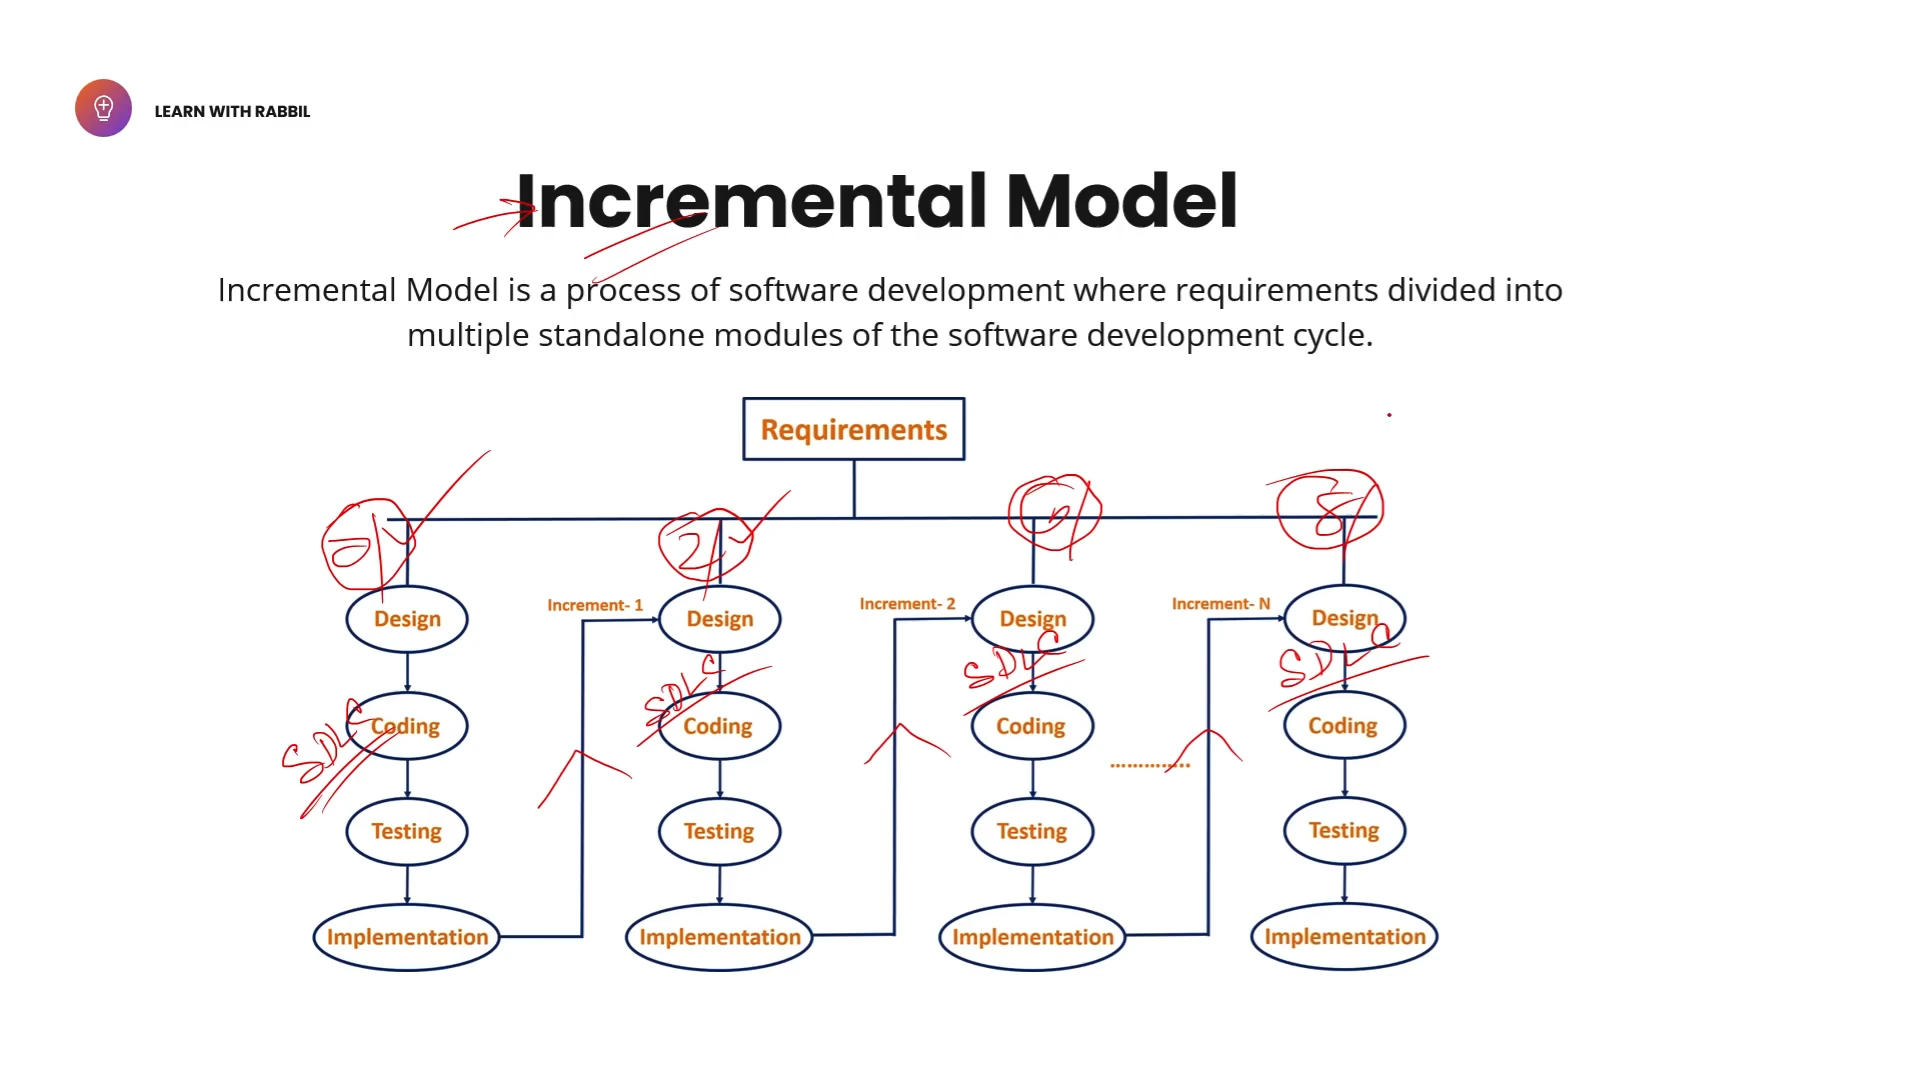 LEARN WITH RABBIL
Incremental Model
Incremental Model is a process of software development where requirements divided into
multiple standalone modules of the software development cycle.
Requirements
Increment- 1
Increment- 2
Increment- N
Design
Design
Design
Design
SDLC
SDLC
SDLC
SDLC
Coding
Coding
Coding
Coding
..............
Testing
Testing
Testing
Testing
Implementation
Implementation
Implementation
Implementation